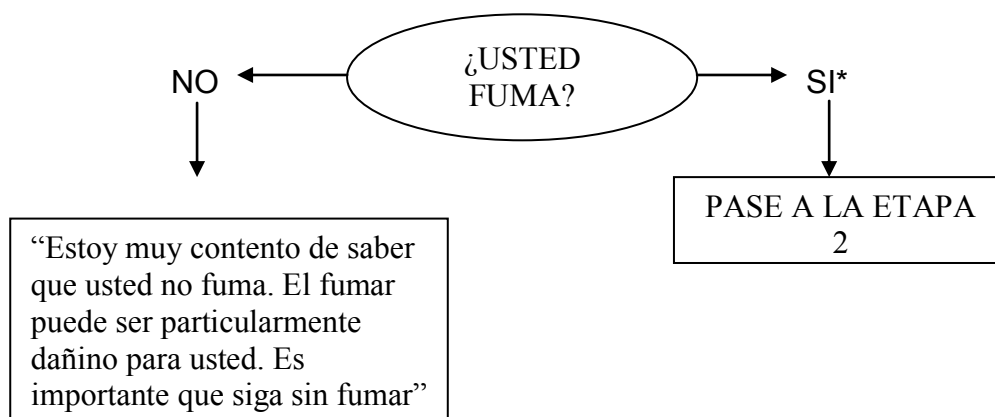 ¿USTED
FUMA?
NO
SI*
PASE A LA ETAPA
2
“Estoy muy contento de saber
que usted no fuma. El fumar
puede ser particularmente
dañino para usted. Es
importante que siga sin fumar”